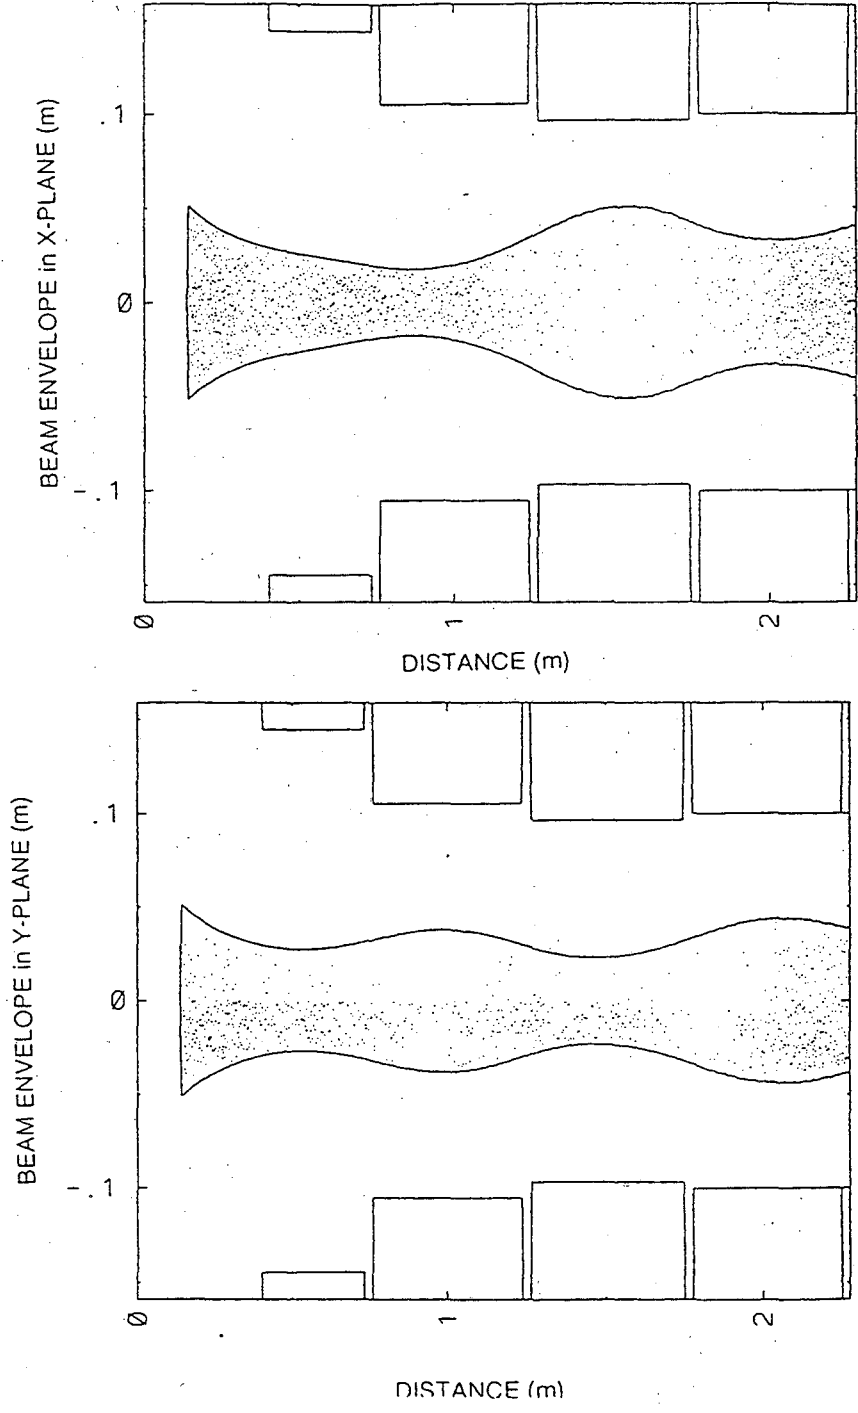 BEAM ENVELOPE in X-PLANE (m)
.1
Ø
-.1
Ø 1 2
DISTANCE (m)
BEAM ENVELOPE in Y-PLANE (m)
.1
Ø
-.1
Ø 1 2
DISTANCE (m)